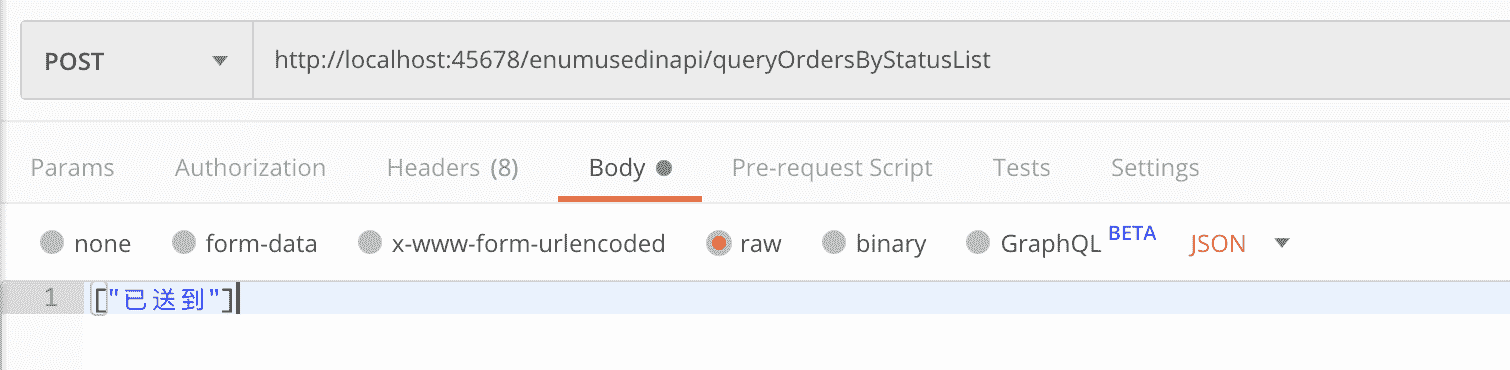 POST http://localhost:45678/enumusedinapi/queryOrdersByStatusList
Params Authorization Headers (8) Body Pre-request Script Tests Settings
none form-data x-www-form-urlencoded raw binary GraphQL BETA JSON
1 ["已送到"]